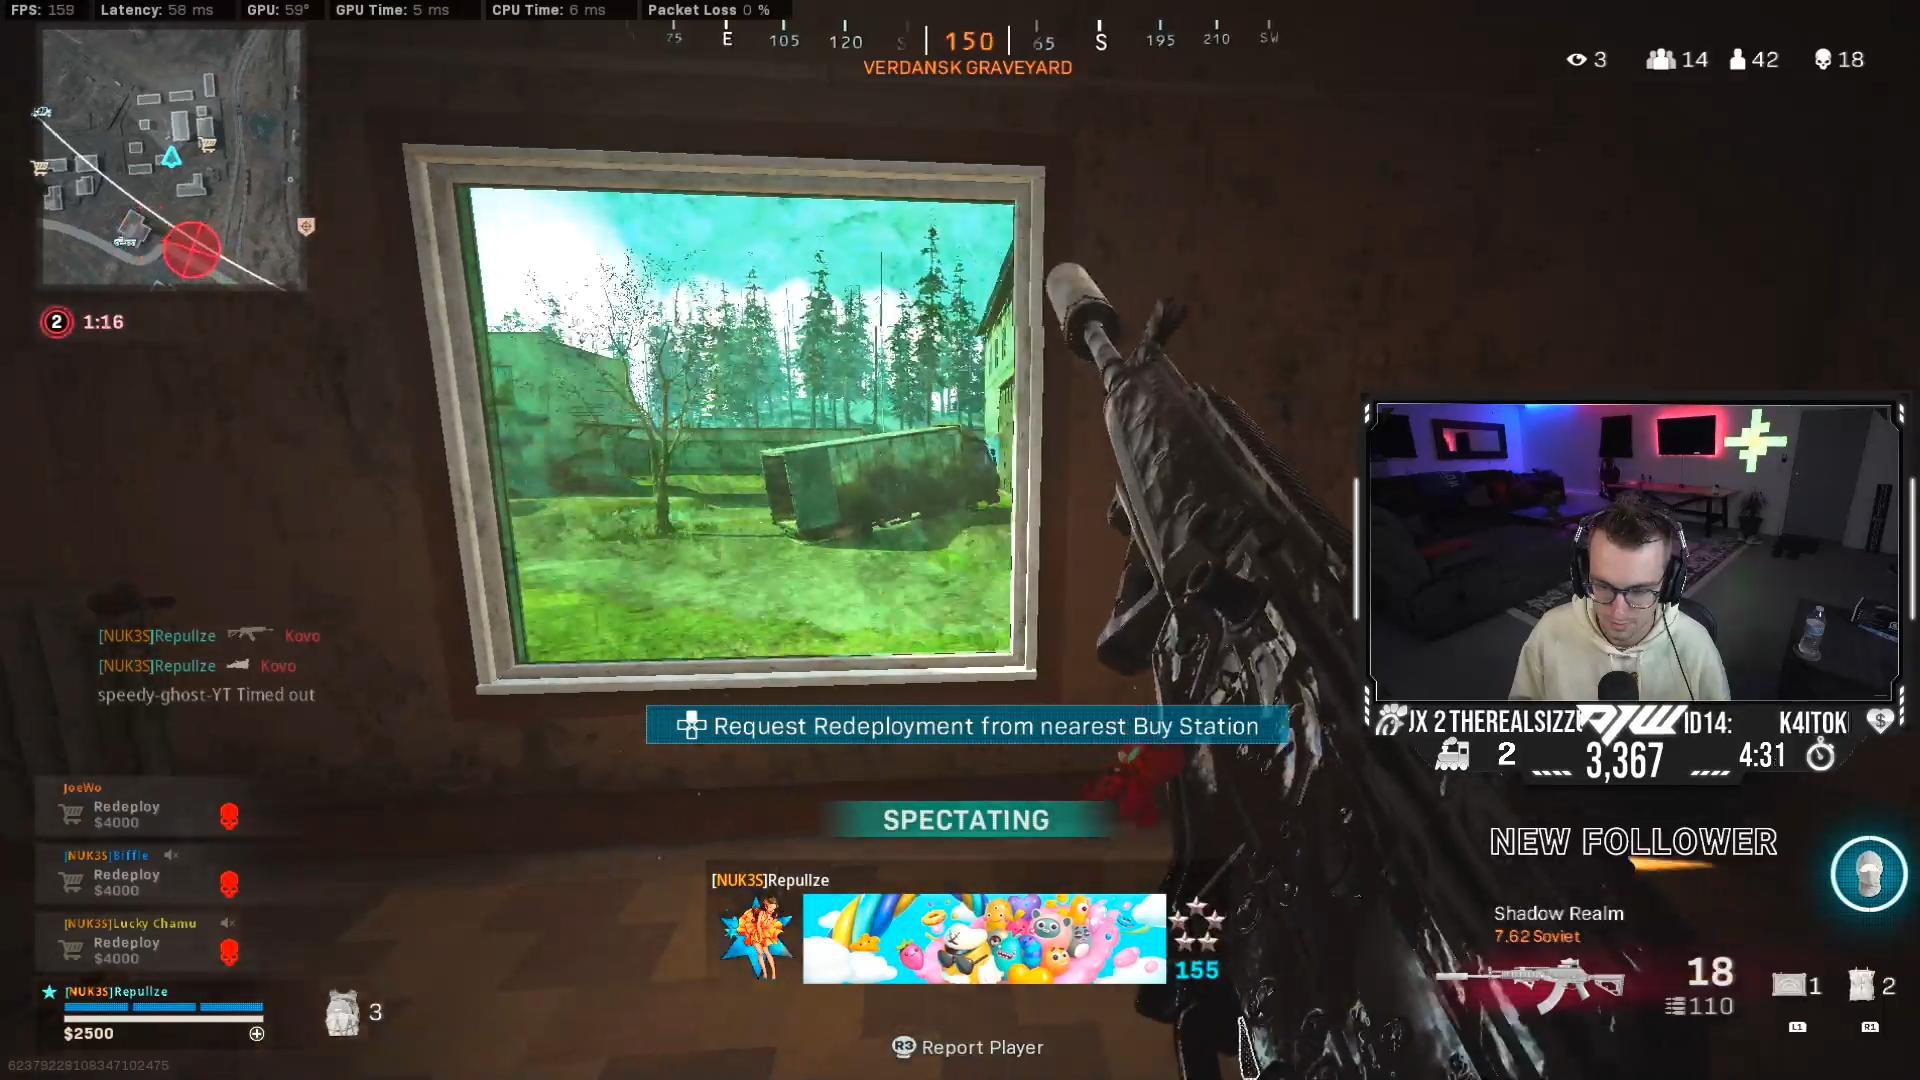 FPS: 159 Latency: 58 ms GPU: 59° GPU Time: 5 ms CPU Time: 6 ms Packet Loss 0 %
75 E 105 120 S 150 65 S 195 210 SW
VERDANSK GRAVEYARD
3 14 42 18
2 1:16
[NUK3S]Repullze Kovo
[NUK3S]Repullze Kovo
speedy-ghost-YT Timed out
Request Redeployment from nearest Buy Station
JX 2 THEREALSIZZ ID14: K4ITOK
2 3,367 4:31
SPECTATING
NEW FOLLOWER
JoeWo
Redeploy
$4000
[NUK3S]Biffle
Redeploy
$4000
[NUK3S]Lucky Chamu
Redeploy
$4000
[NUK3S]Repullze
$2500
3
[NUK3S]Repullze
155
Shadow Realm
7.62 Soviet
18
110
1 2
L1 R1
R3 Report Player
62379228108347102475